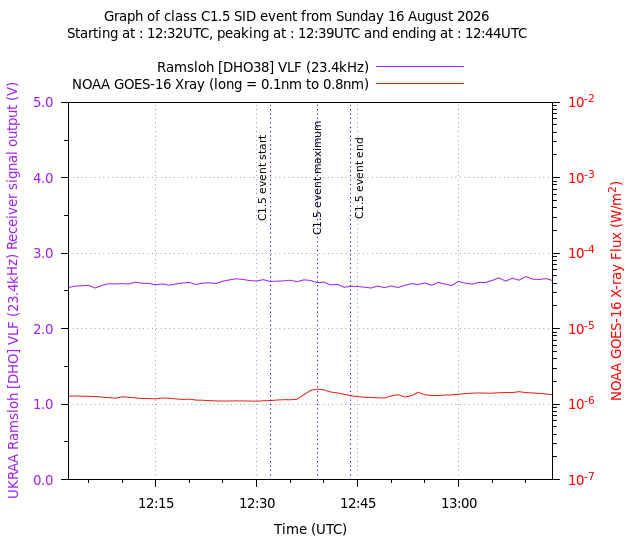 Graph of class C1.5 SID event from Sunday 16 August 2026
Starting at : 12:32UTC, peaking at : 12:39UTC and ending at : 12:44UTC
Ramsloh [DHO38] VLF (23.4kHz)
NOAA GOES-16 Xray (long = 0.1nm to 0.8nm)
UKRAA Ramsloh [DHO] VLF (23.4kHz) Receiver signal output (V)
5.0
4.0
3.0
2.0
1.0
0.0
C1.5 event start
C1.5 event maximum
C1.5 event end
10-2
10-3
10-4
10-5
10-6
10-7
NOAA GOES-16 X-ray Flux (W/m2)
12:15
12:30
12:45
13:00
Time (UTC)